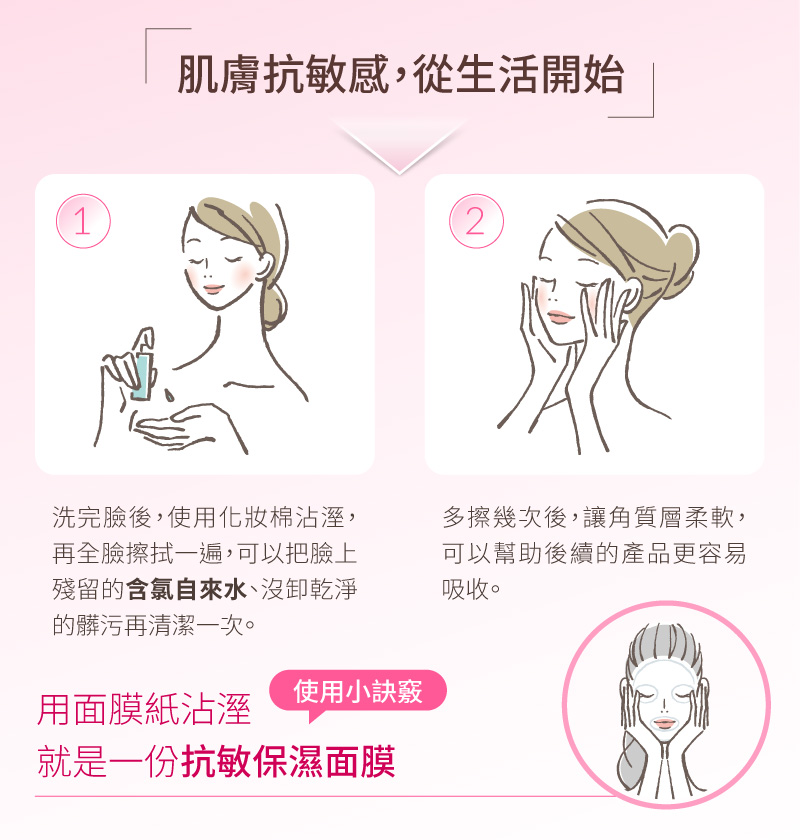 肌膚抗敏感,從生活開始
1
洗完臉後,使用化妝棉沾溼,
再全臉擦拭一遍,可以把臉上
殘留的含氯自來水、沒卸乾淨
的髒污再清潔一次。
2
多擦幾次後,讓角質層柔軟,
可以幫助後續的產品更容易
吸收。
使用小訣竅
用面膜紙沾溼
就是一份抗敏保濕面膜